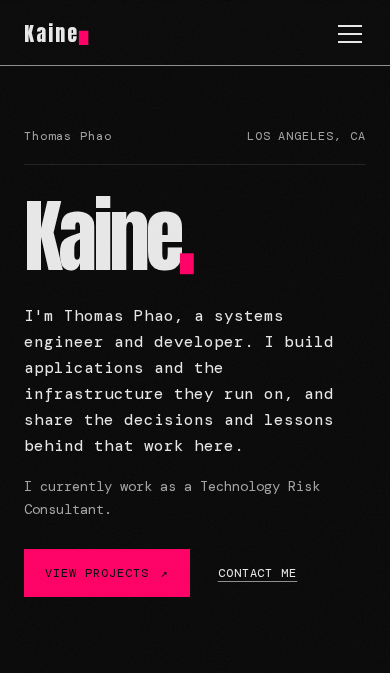 Kaine.
Thomas Phao
LOS ANGELES, CA
Kaine.
I'm Thomas Phao, a systems
engineer and developer. I build
applications and the
infrastructure they run on, and
share the decisions and lessons
behind that work here.
I currently work as a Technology Risk
Consultant.
VIEW PROJECTS ↗
CONTACT ME